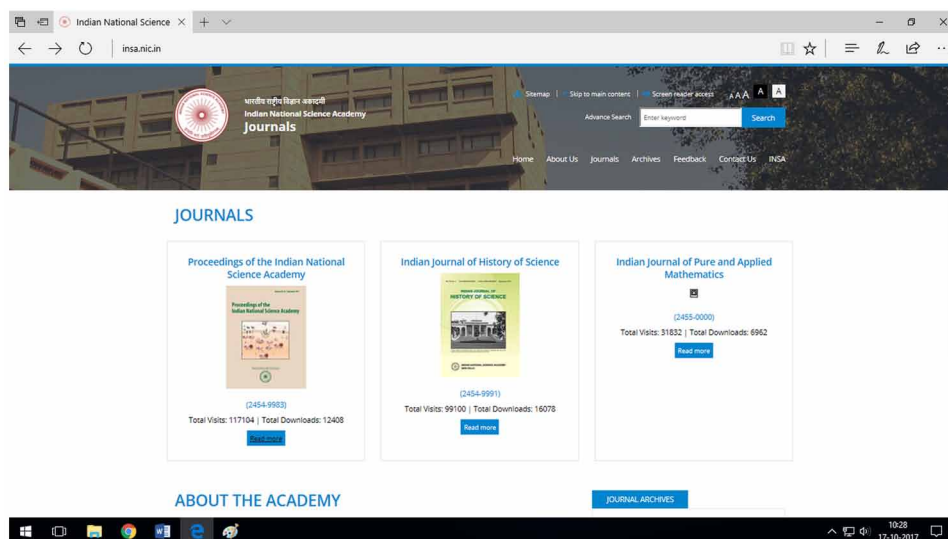 Indian National Science
insa.nic.in
Sitemap | Skip to main content | Screen reader access A A A A A
भारतीय राष्ट्रीय विज्ञान अकादमी
Indian National Science Academy
Journals
Advance Search Enter keyword Search
Home About Us Journals Archives Feedback Contact Us INSA
JOURNALS
Proceedings of the Indian National
Science Academy
Proceedings of the
Indian National Science Academy
(2454-9983)
Total Visits: 117104 | Total Downloads: 12408
Read more
Indian Journal of History of Science
INDIAN JOURNAL OF
HISTORY OF SCIENCE
(2454-9991)
Total Visits: 99100 | Total Downloads: 16078
Read more
Indian Journal of Pure and Applied
Mathematics
(2455-0000)
Total Visits: 31832 | Total Downloads: 6962
Read more
ABOUT THE ACADEMY
JOURNAL ARCHIVES
10:28
17-10-2017